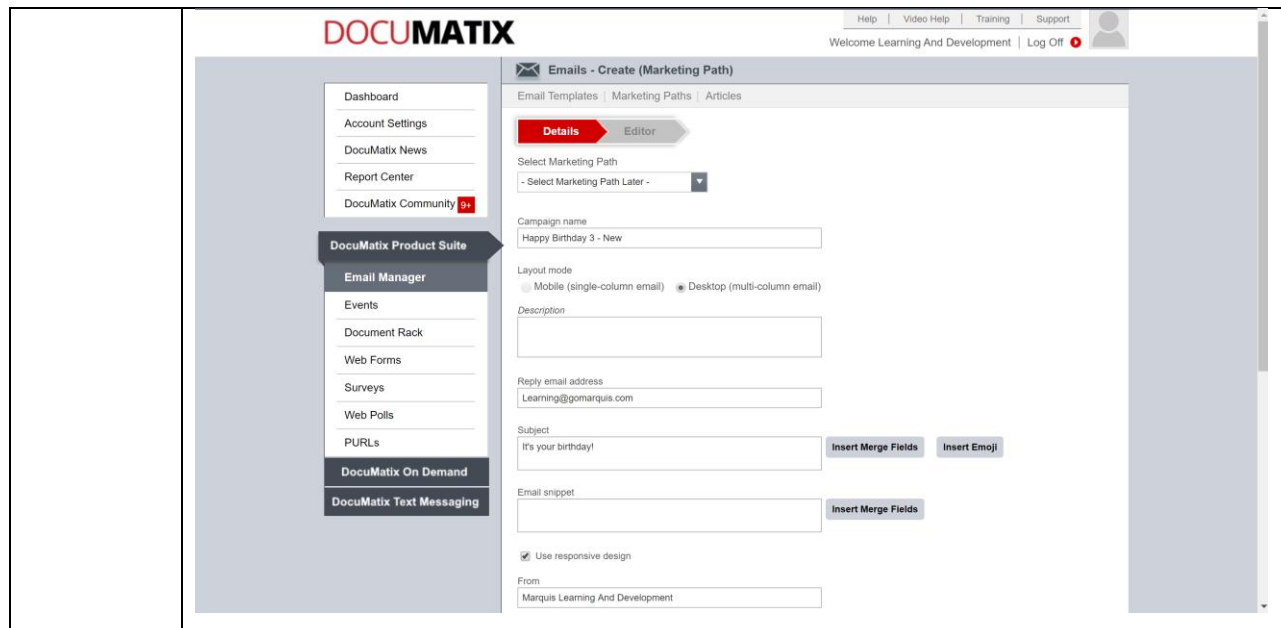 DOCUMATIX
Help | Video Help | Training | Support
Welcome Learning And Development | Log Off
Dashboard
Account Settings
DocuMatix News
Report Center
DocuMatix Community 9+
DocuMatix Product Suite
Email Manager
Events
Document Rack
Web Forms
Surveys
Web Polls
PURLs
DocuMatix On Demand
DocuMatix Text Messaging
Emails - Create (Marketing Path)
Email Templates | Marketing Paths | Articles
Details Editor
Select Marketing Path
- Select Marketing Path Later -
Campaign name
Happy Birthday 3 - New
Layout mode
Mobile (single-column email) Desktop (multi-column email)
Description
Reply email address
Learning@gomarquis.com
Subject
It's your birthday! Insert Merge Fields Insert Emoji
Email snippet
Insert Merge Fields
Use responsive design
From
Marquis Learning And Development